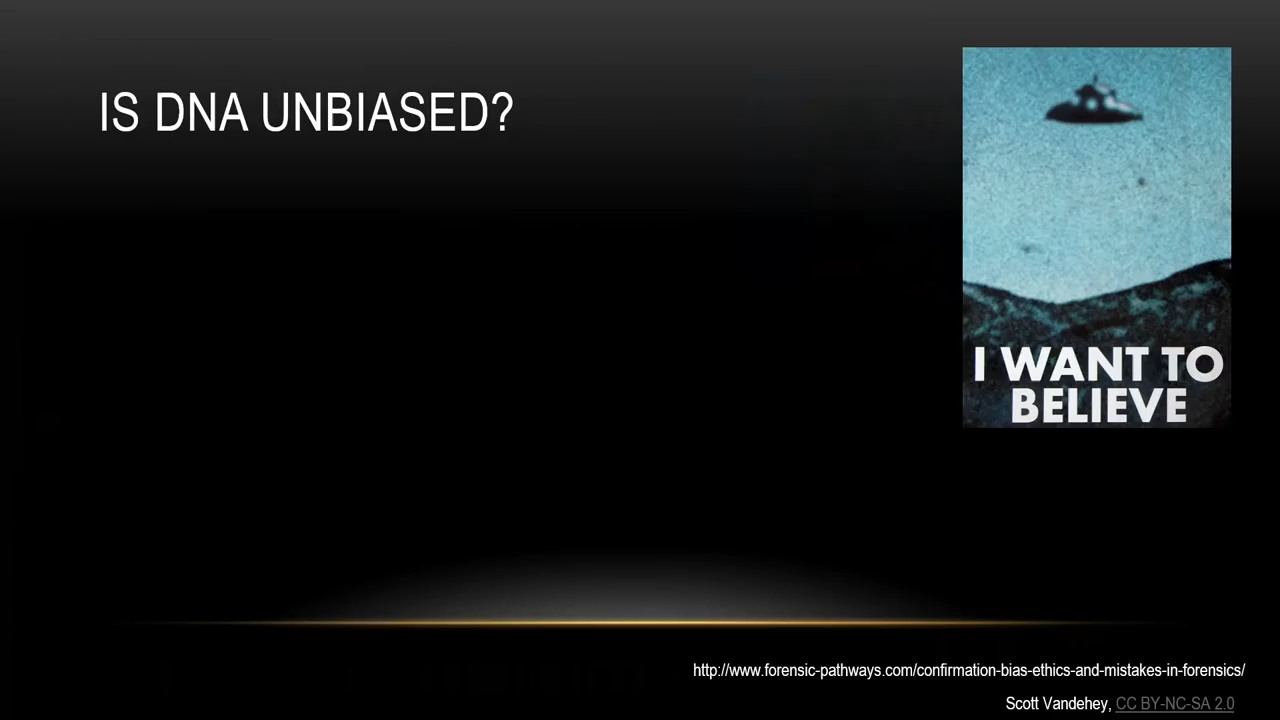 IS DNA UNBIASED?
I WANT TO
BELIEVE
http://www.forensic-pathways.com/confirmation-bias-ethics-and-mistakes-in-forensics/
Scott Vandehey, CC BY-NC-SA 2.0